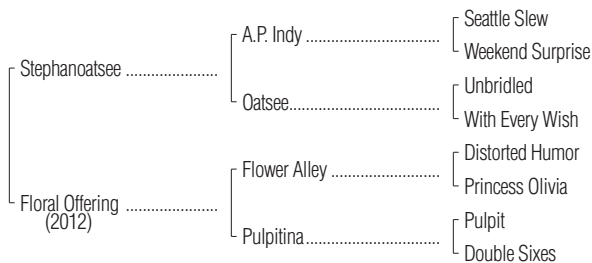 Seattle Slew
A.P. Indy ..............................
Weekend Surprise
Stephanoatsee .....................
Unbridled
Oatsee..................................
With Every Wish
Distorted Humor
Flower Alley .........................
Princess Olivia
Floral Offering .....................
(2012)
Pulpit
Pulpitina...............................
Double Sixes